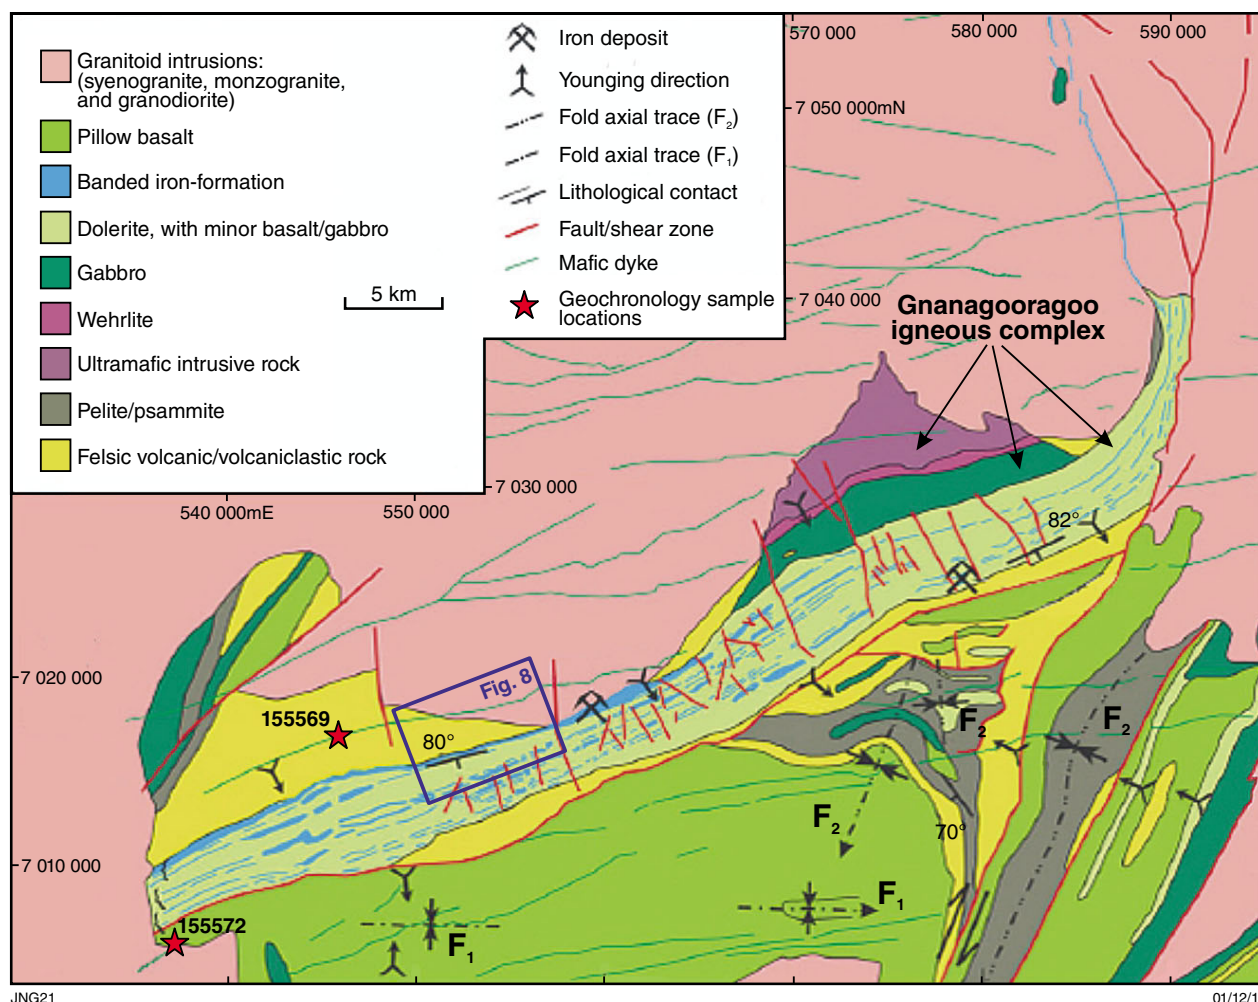 Granitoid intrusions:
(syenogranite, monzogranite,
and granodiorite)
Pillow basalt
Banded iron-formation
Dolerite, with minor basalt/gabbro
Gabbro
Wehrlite
Ultramafic intrusive rock
Pelite/psammite
Felsic volcanic/volcaniclastic rock
5 km
Iron deposit
Younging direction
Fold axial trace (F2)
Fold axial trace (F1)
Lithological contact
Fault/shear zone
Mafic dyke
Geochronology sample
locations
570 000
580 000
590 000
7 050 000mN
7 040 000
Gnanagooragoo
igneous complex
7 030 000
540 000mE
550 000
82°
7 020 000
Fig. 8
155569
80°
F2
F2
F2
70°
7 010 000
F1
155572
F1
JNG21
01/12/1